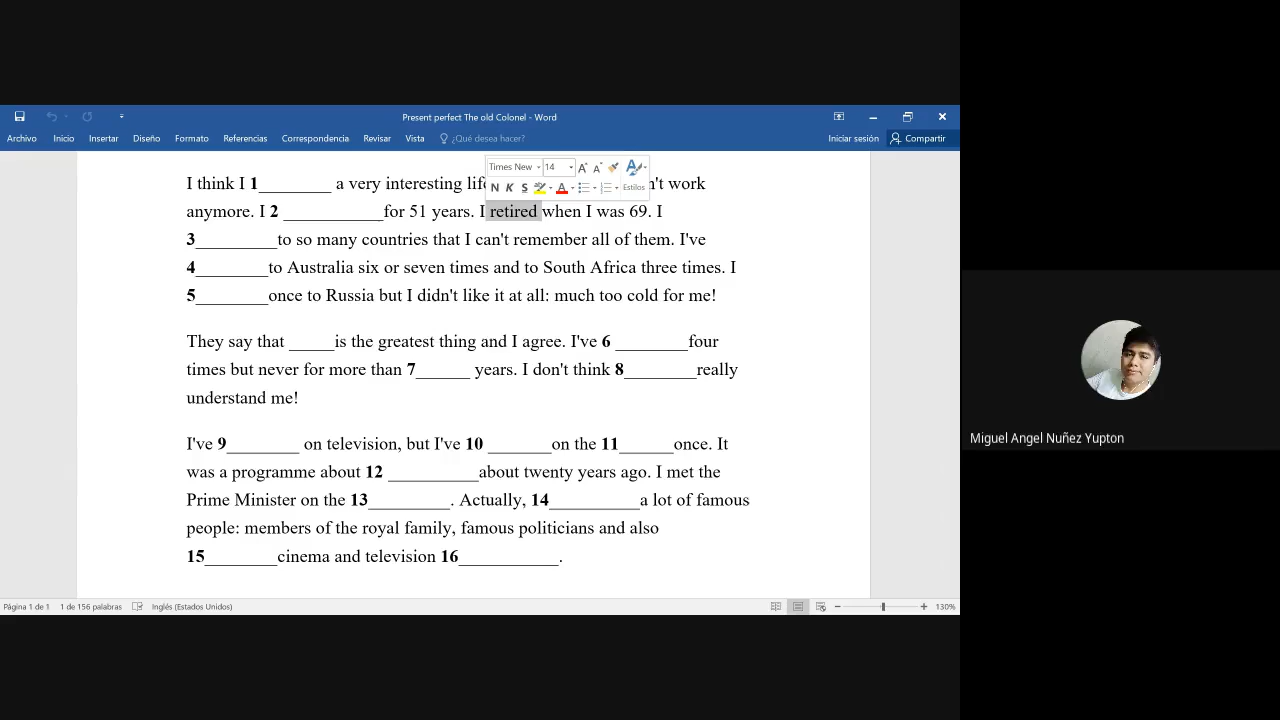 Present perfect The old Colonel - Word
Archivo Inicio Insertar Diseño Formato Referencias Correspondencia Revisar Vista ¿Qué desea hacer? Iniciar sesión Compartir
Times New 14
N K S Estilos
I think I 1________ a very interesting life 't work
anymore. I 2 ___________for 51 years. I retired when I was 69. I
3_________to so many countries that I can't remember all of them. I've
4________to Australia six or seven times and to South Africa three times. I
5________once to Russia but I didn't like it at all: much too cold for me!
They say that _____is the greatest thing and I agree. I've 6 ________four
times but never for more than 7______ years. I don't think 8________really
understand me!
I've 9________ on television, but I've 10 _______on the 11______once. It
was a programme about 12 __________about twenty years ago. I met the
Prime Minister on the 13_________. Actually, 14__________a lot of famous
people: members of the royal family, famous politicians and also
15________cinema and television 16___________.
Página 1 de 1 1 de 156 palabras Inglés (Estados Unidos) 130%
Miguel Angel Nuñez Yupton